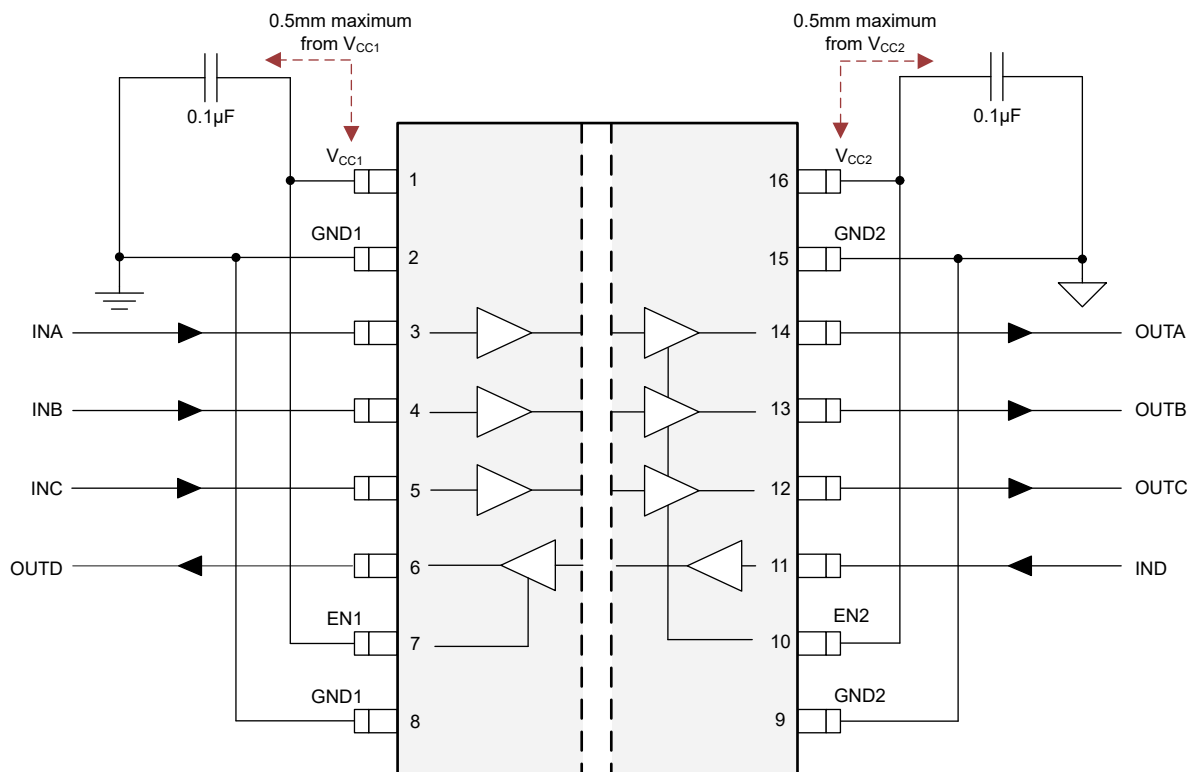 0.5mm maximum
from VCC1
0.5mm maximum
from VCC2
0.1µF
0.1µF
VCC1
1
16
VCC2
GND1
2
15
GND2
INA
3
14
OUTA
INB
4
13
OUTB
INC
5
12
OUTC
OUTD
6
11
IND
EN1
7
10
EN2
GND1
8
9
GND2